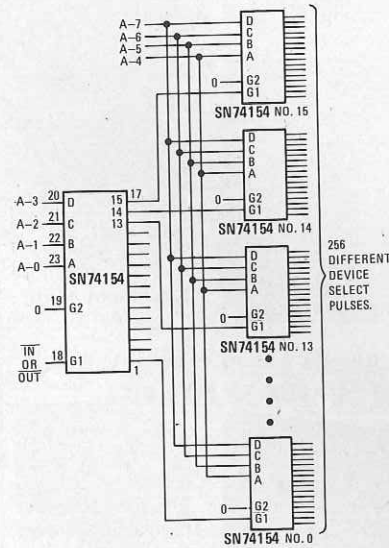 A-7
A-6
A-5
A-4
D
C
B
A
0 G2
G1
SN74154 NO. 15
D
C
B
A
0 G2
G1
SN74154 NO. 14
A-3 20 D 15 17
A-2 21 C 14
A-1 22 B 13
A-0 23 A
SN74154
0 19 G2
IN
OR 18 G1 1
OUT
D
C
B
A
0 G2
G1
SN74154 NO. 13
256
DIFFERENT
DEVICE
SELECT
PULSES.
D
C
B
A
0 G2
G1
SN74154 NO. 0